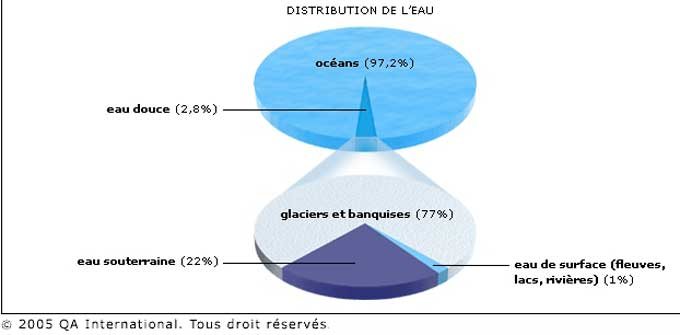 DISTRIBUTION DE L'EAU
océans (97,2%)
eau douce (2,8%)
glaciers et banquises (77%)
eau souterraine (22%)
eau de surface (fleuves,
lacs, rivières) (1%)
© 2005 QA International. Tous droit réservés